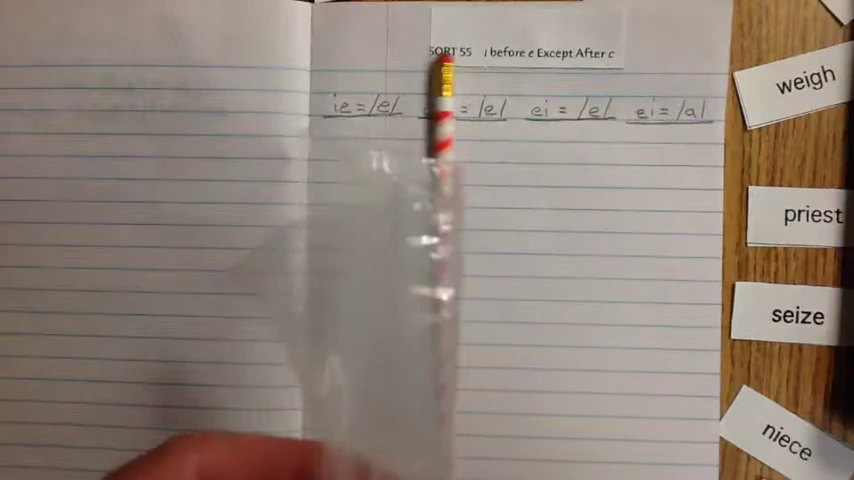 SORT 55 i before e Except After c
ie = /e/ = /e/ ei = /e/ ei = /a/
weigh
priest
seize
niece